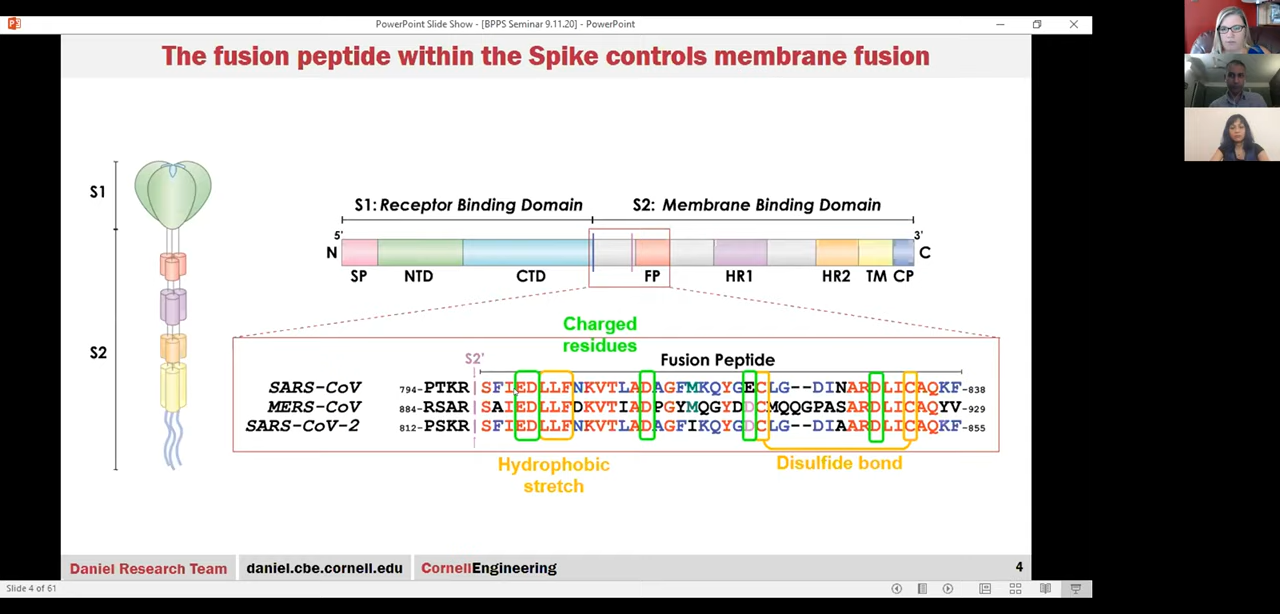 PowerPoint Slide Show - [BPPS Seminar 9.11.20] - PowerPoint
The fusion peptide within the Spike controls membrane fusion
S1
S2
S1: Receptor Binding Domain
S2: Membrane Binding Domain
5'
3'
N
C
SP
NTD
CTD
FP
HR1
HR2
TM
CP
Charged
residues
S2'
Fusion Peptide
SARS-CoV 794-PTKR SFIEDLLFNKVTLADAGFMKQYGECLG--DINARDLICAQKF-838
MERS-CoV 884-RSAR SAIEDLLFDKVTIADPGYMQGYDDCMQQGPASARDLICAQYV-929
SARS-CoV-2 812-PSKR SFIEDLLFNKVTLADAGFIKQYGDCLG--DIAARDLICAQKF-855
Hydrophobic
stretch
Disulfide bond
Daniel Research Team
daniel.cbe.cornell.edu
CornellEngineering
4
Slide 4 of 61